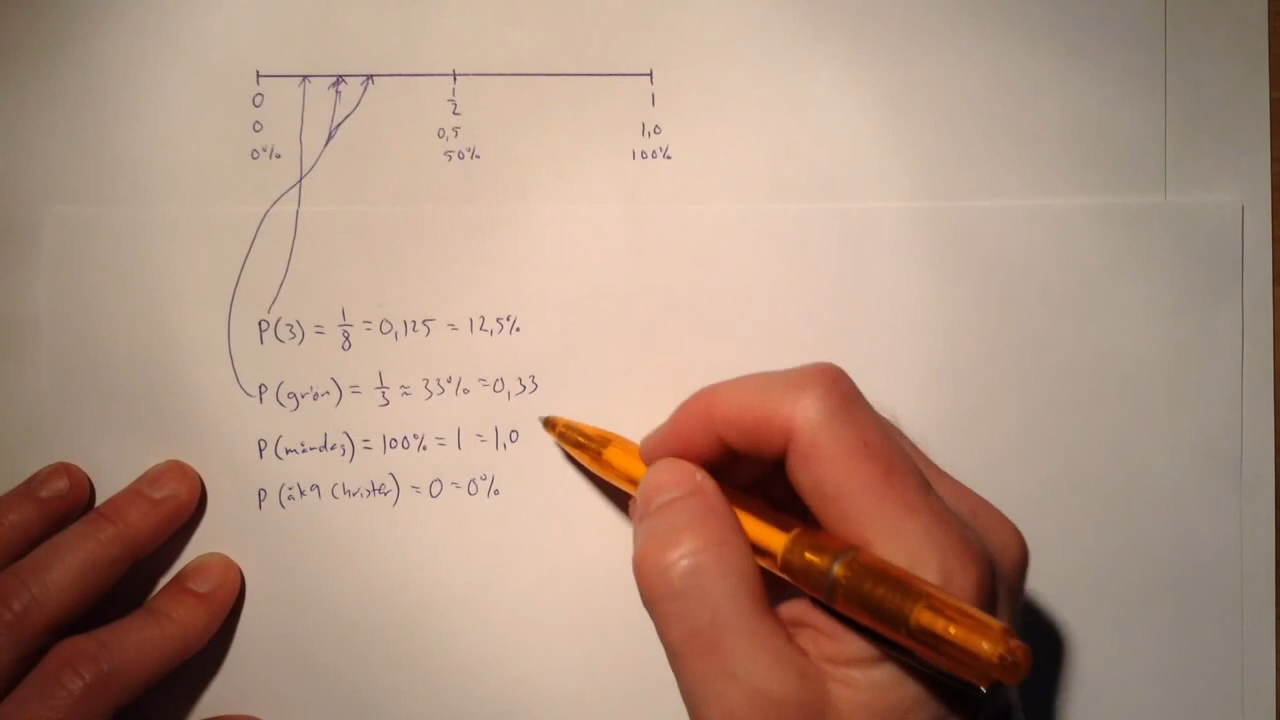 0 1/2 1
0 0,5 1,0
0% 50% 100%
P(3) = 1/8 = 0,125 = 12,5%
P(grön) = 1/3 ≈ 33% = 0,33
P(måndag) = 100% = 1 = 1,0
P(åka Christer) = 0 = 0%